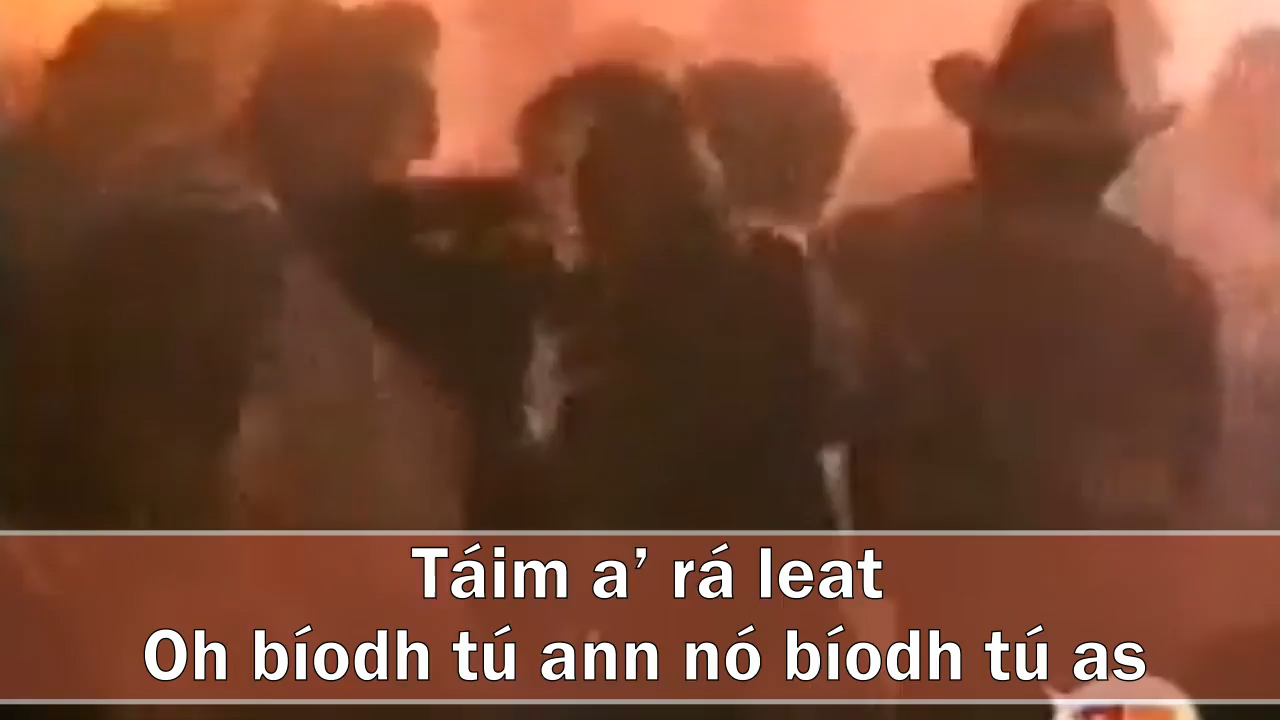 Táim a’ rá leat
Oh bíodh tú ann nó bíodh tú as